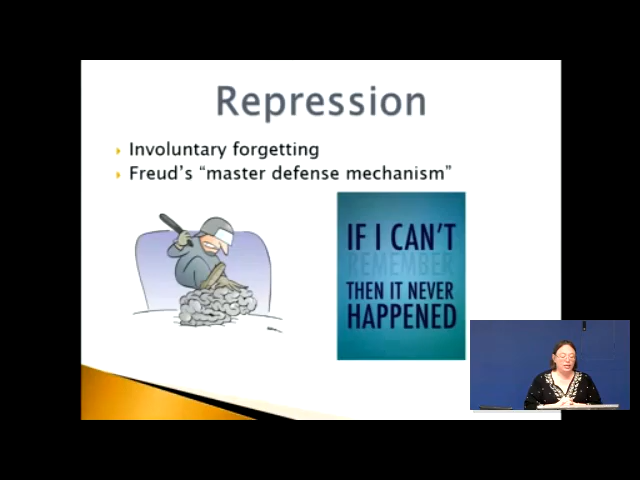 Repression
Involuntary forgetting
Freud's “master defense mechanism”
IF I CAN'T
REMEMBER
THEN IT NEVER
HAPPENED